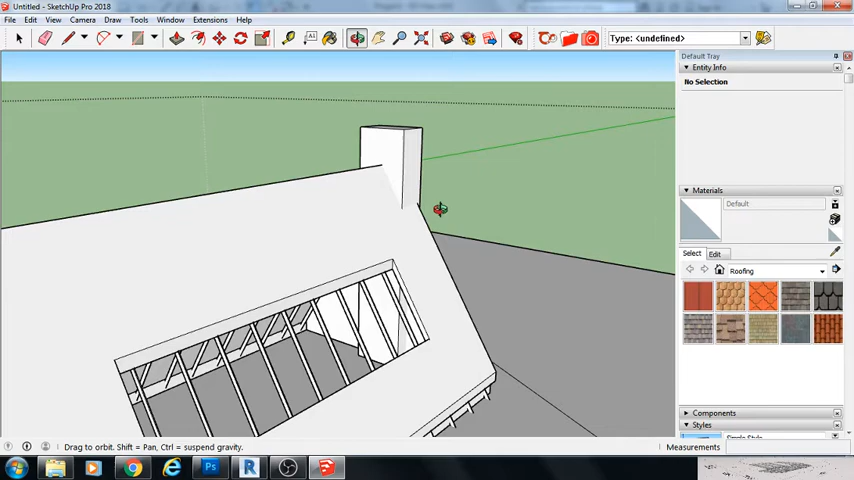 Untitled - SketchUp Pro 2018
File Edit View Camera Draw Tools Window Extensions Help
Type: <undefined>
Default Tray
Entity Info
No Selection
Materials
Default
Select Edit
Roofing
Components
Styles
Drag to orbit. Shift = Pan, Ctrl = suspend gravity.
Measurements
Ps
R